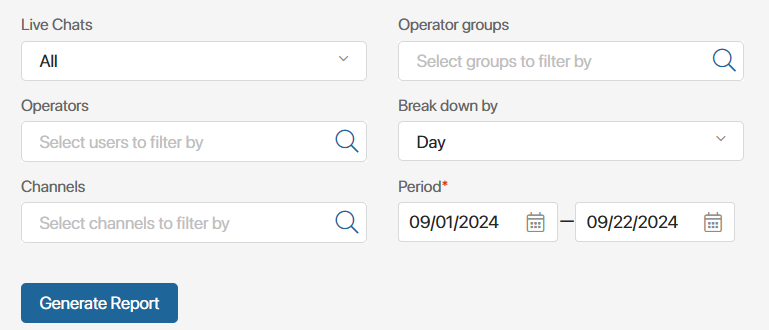 Live Chats
Operator groups
All
Select groups to filter by
Operators
Break down by
Select users to filter by
Day
Channels
Period*
Select channels to filter by
09/01/2024 — 09/22/2024
Generate Report